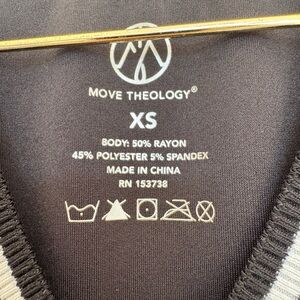 MOVE THEOLOGY®
XS
BODY: 50% RAYON
45% POLYESTER 5% SPANDEX
MADE IN CHINA
RN 153738